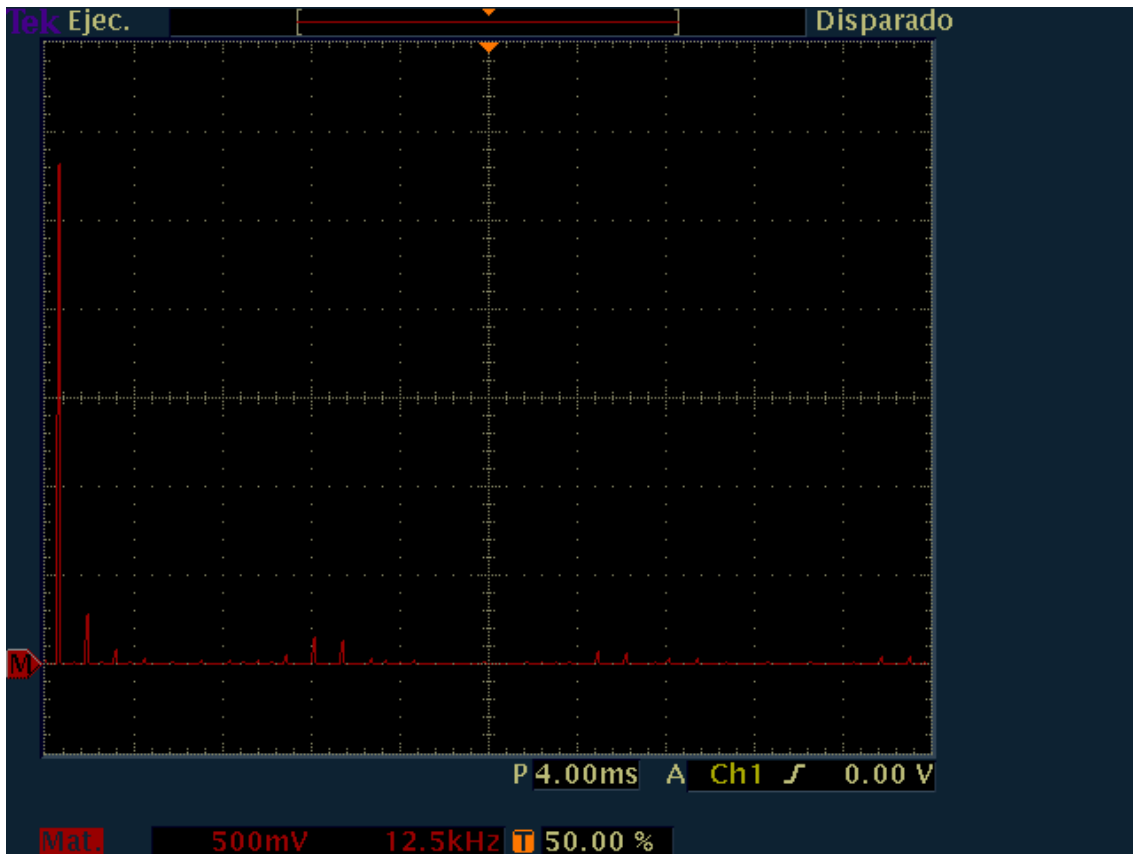 Tek Ejec. Disparado
M
P 4.00ms A Ch1 0.00 V
Mat. 500mV 12.5kHz T 50.00 %